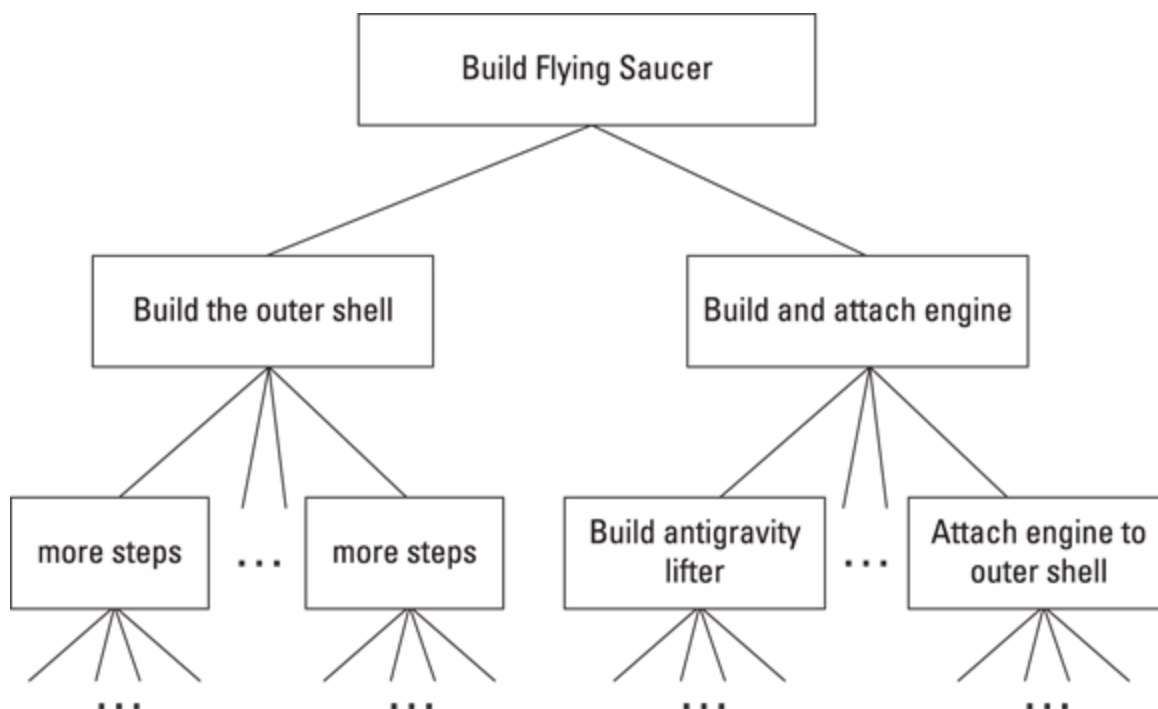 Build Flying Saucer
Build the outer shell
Build and attach engine
more steps
...
more steps
Build antigravity
lifter
...
Attach engine to
outer shell
...
...
...
...